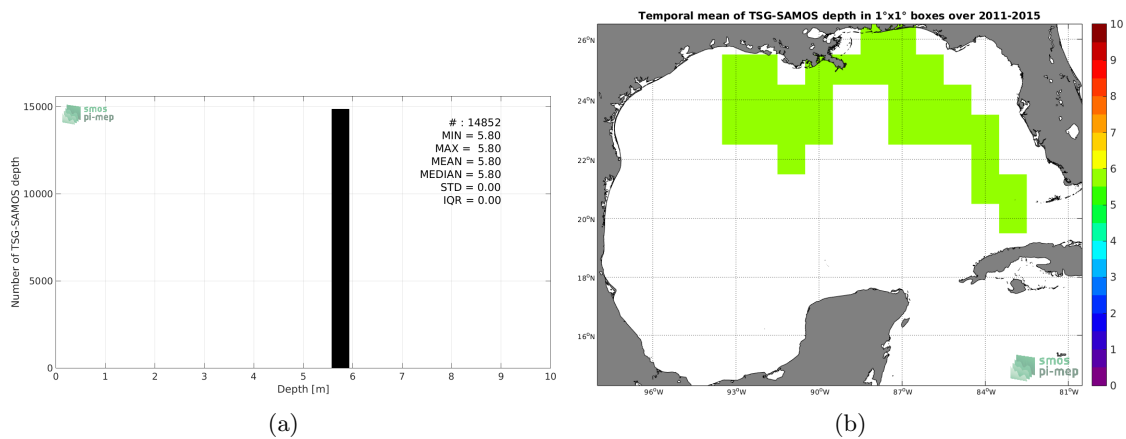 smos
pi-mep
# : 14852
MIN = 5.80
MAX = 5.80
MEAN = 5.80
MEDIAN = 5.80
STD = 0.00
IQR = 0.00
Number of TSG-SAMOS depth
15000
10000
5000
0
0 1 2 3 4 5 6 7 8 9 10
Depth [m]
(a)
Temporal mean of TSG-SAMOS depth in 1°x1° boxes over 2011-2015
26°N
24°N
22°N
20°N
18°N
16°N
96°W 93°W 90°W 87°W 84°W 81°W
smos
pi-mep
10
9
8
7
6
5
4
3
2
1
0
(b)